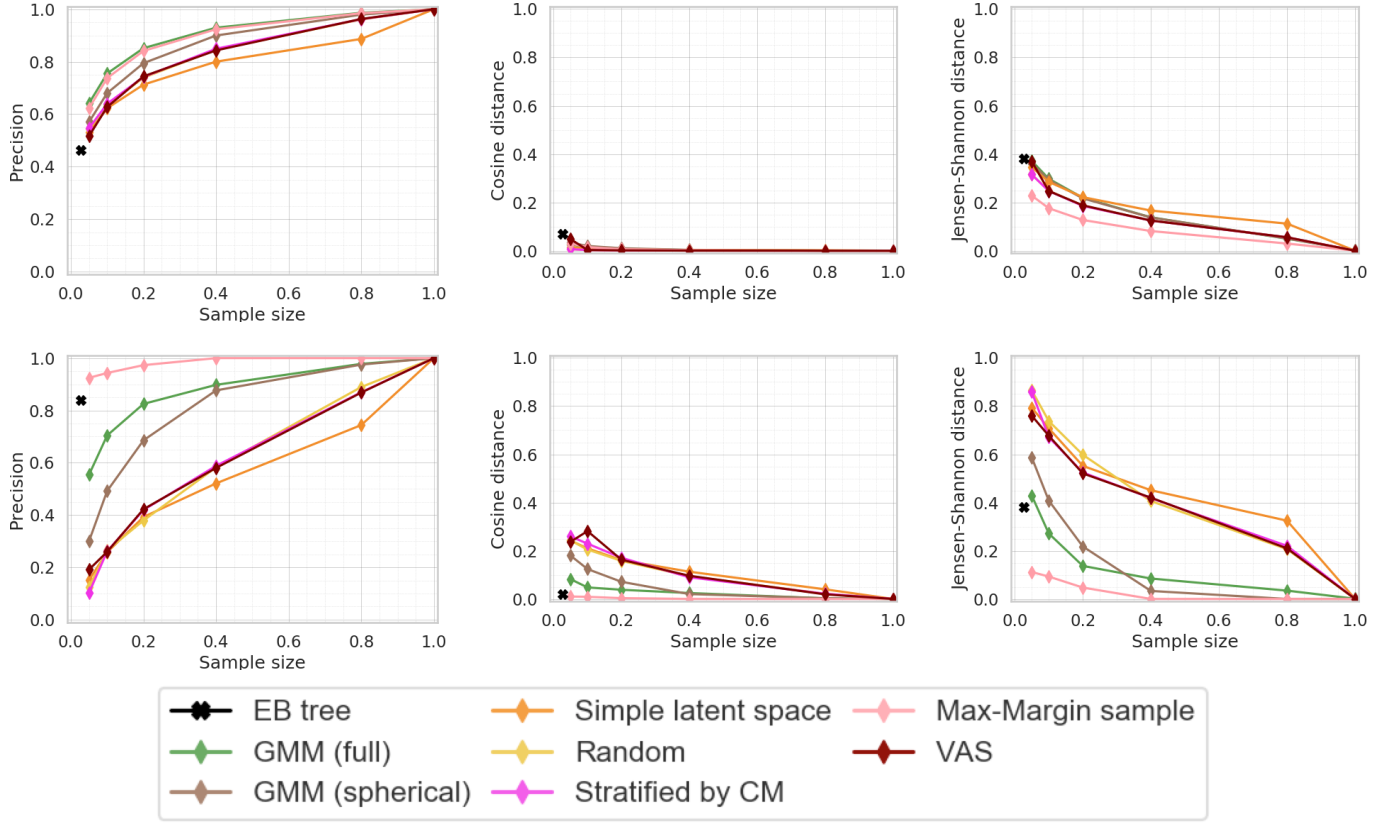 1.0
0.8
0.6
0.4
0.2
0.0
Precision
0.0 0.2 0.4 0.6 0.8 1.0
Sample size
1.0
0.8
0.6
0.4
0.2
0.0
Cosine distance
0.0 0.2 0.4 0.6 0.8 1.0
Sample size
1.0
0.8
0.6
0.4
0.2
0.0
Jensen-Shannon distance
0.0 0.2 0.4 0.6 0.8 1.0
Sample size
1.0
0.8
0.6
0.4
0.2
0.0
Precision
0.0 0.2 0.4 0.6 0.8 1.0
Sample size
1.0
0.8
0.6
0.4
0.2
0.0
Cosine distance
0.0 0.2 0.4 0.6 0.8 1.0
Sample size
1.0
0.8
0.6
0.4
0.2
0.0
Jensen-Shannon distance
0.0 0.2 0.4 0.6 0.8 1.0
Sample size
EB tree
GMM (full)
GMM (spherical)
Simple latent space
Random
Stratified by CM
Max-Margin sample
VAS